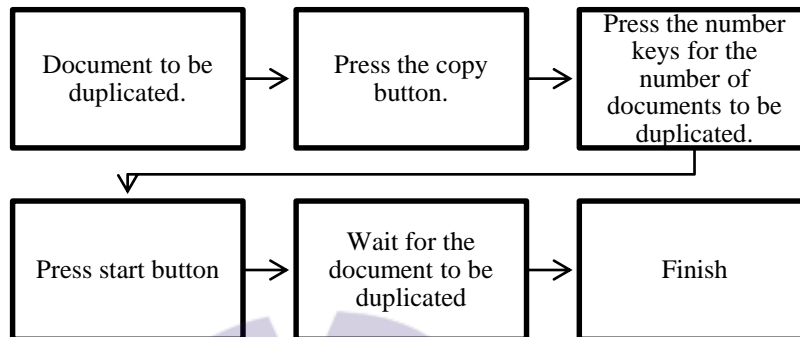 Document to be
duplicated.
Press the copy
button.
Press the number
keys for the
number of
documents to be
duplicated.
Press start button
Wait for the
document to be
duplicated
Finish